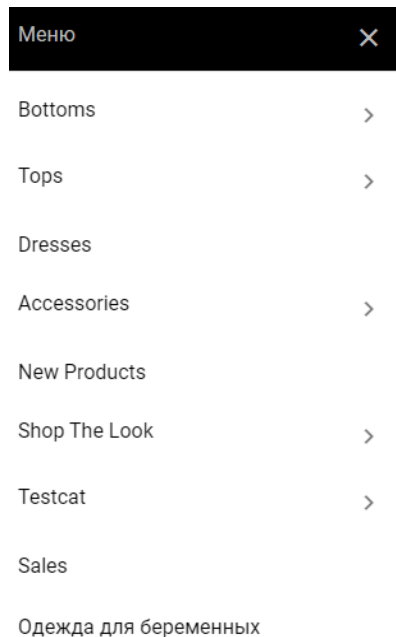 Меню
Bottoms
Tops
Dresses
Accessories
New Products
Shop The Look
Testcat
Sales
Одежда для беременных